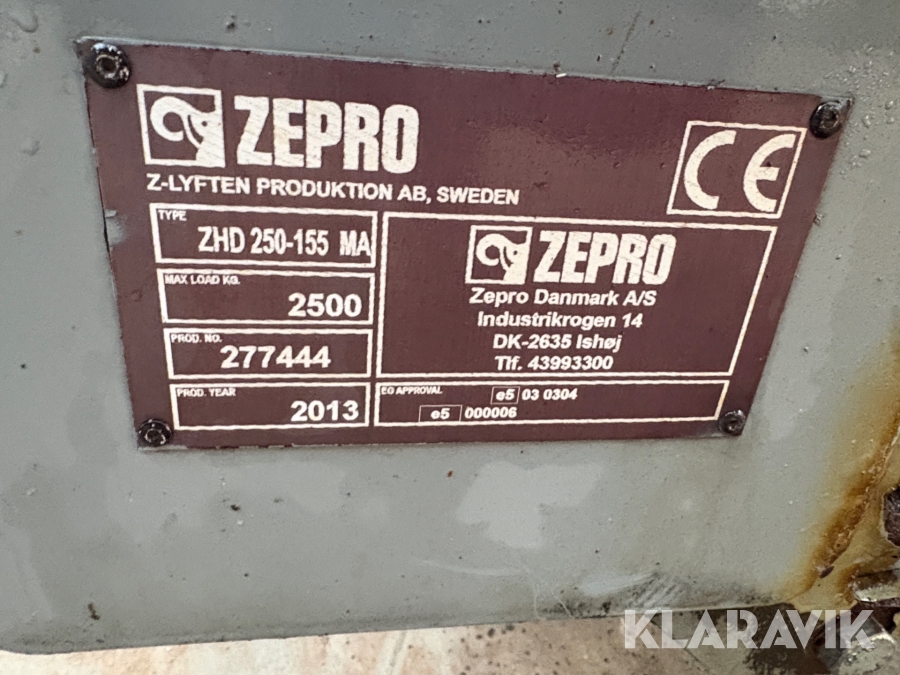 ZEPRO
Z-LYFTEN PRODUKTION AB, SWEDEN
CE
TYPE
ZHD 250-155 MA
MAX LOAD KG.
2500
PROD. NO.
277444
PROD. YEAR
2013
ZEPRO
Zepro Danmark A/S
Industrikrogen 14
DK-2635 Ishøj
Tlf. 43993300
EG APPROVAL
e5 03 0304
e5 000006
KLARAVIK